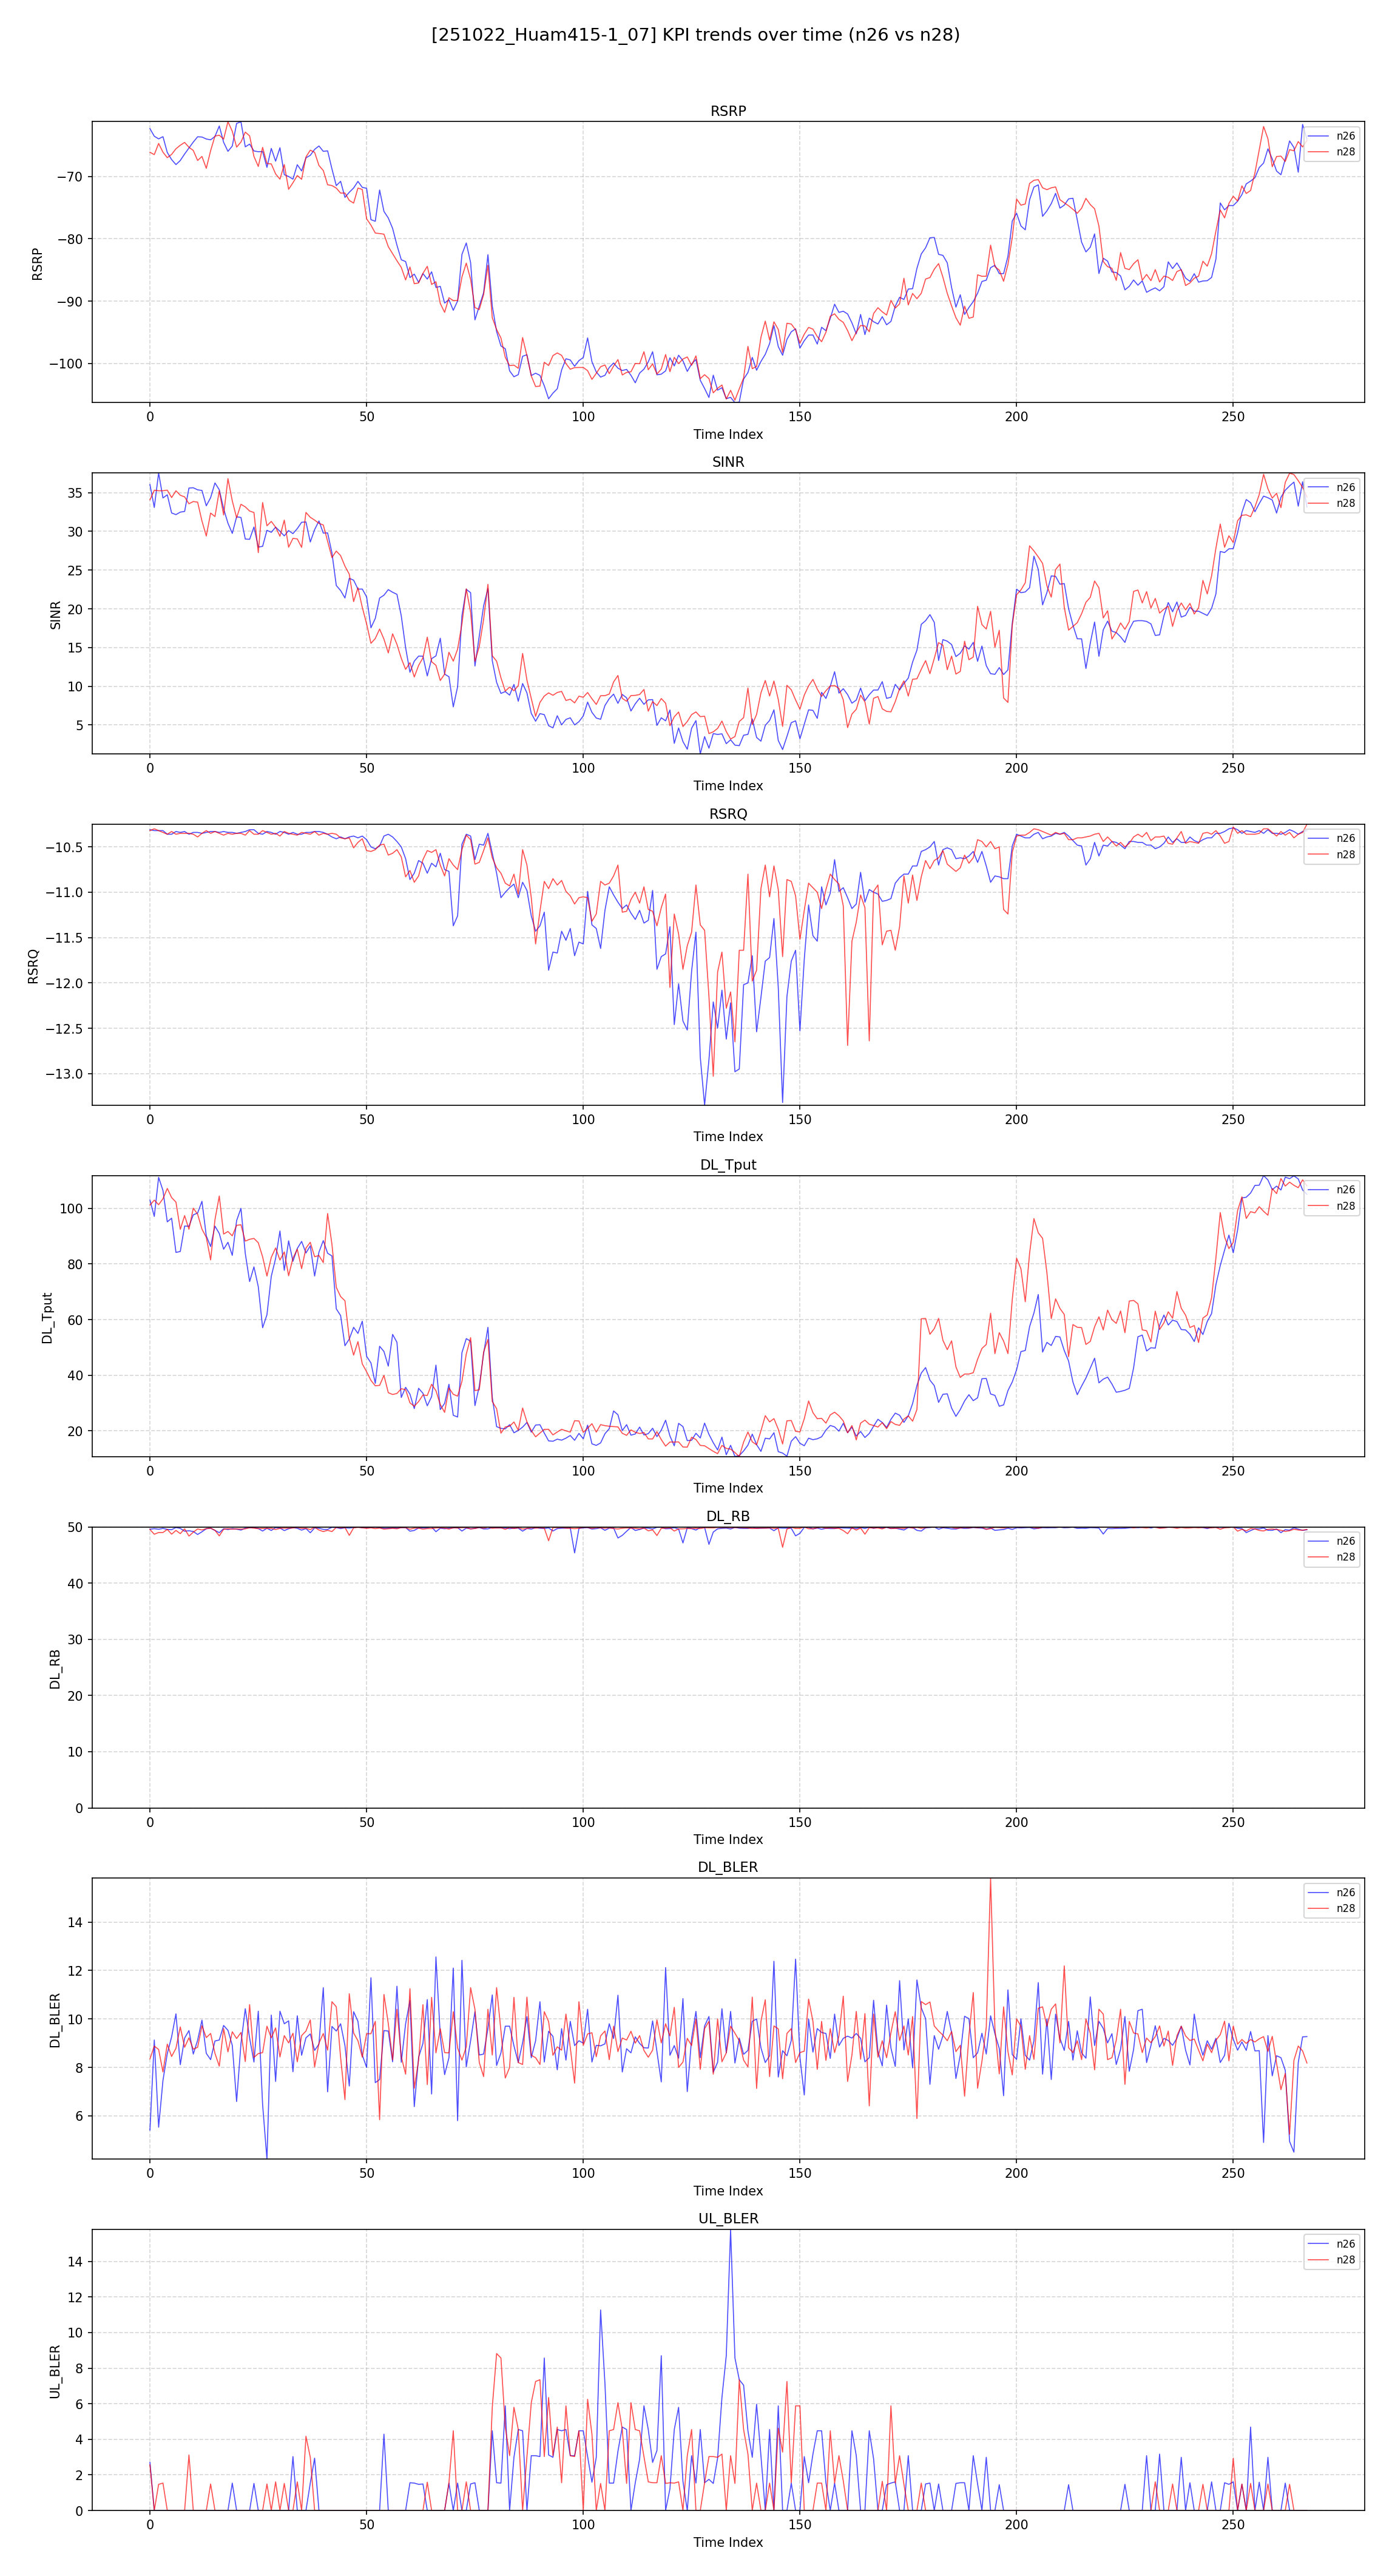 [251022_Huam415-1_07] KPI trends over time (n26 vs n28)
RSRP
n26
n28
−70
−80
−90
−100
RSRP
0 50 100 150 200 250
Time Index
SINR
n26
n28
35
30
25
20
15
10
5
SINR
0 50 100 150 200 250
Time Index
RSRQ
n26
n28
−10.5
−11.0
−11.5
−12.0
−12.5
−13.0
RSRQ
0 50 100 150 200 250
Time Index
DL_Tput
n26
n28
100
80
60
40
20
DL_Tput
0 50 100 150 200 250
Time Index
DL_RB
n26
n28
50
40
30
20
10
0
DL_RB
0 50 100 150 200 250
Time Index
DL_BLER
n26
n28
14
12
10
8
6
DL_BLER
0 50 100 150 200 250
Time Index
UL_BLER
n26
n28
14
12
10
8
6
4
2
0
UL_BLER
0 50 100 150 200 250
Time Index